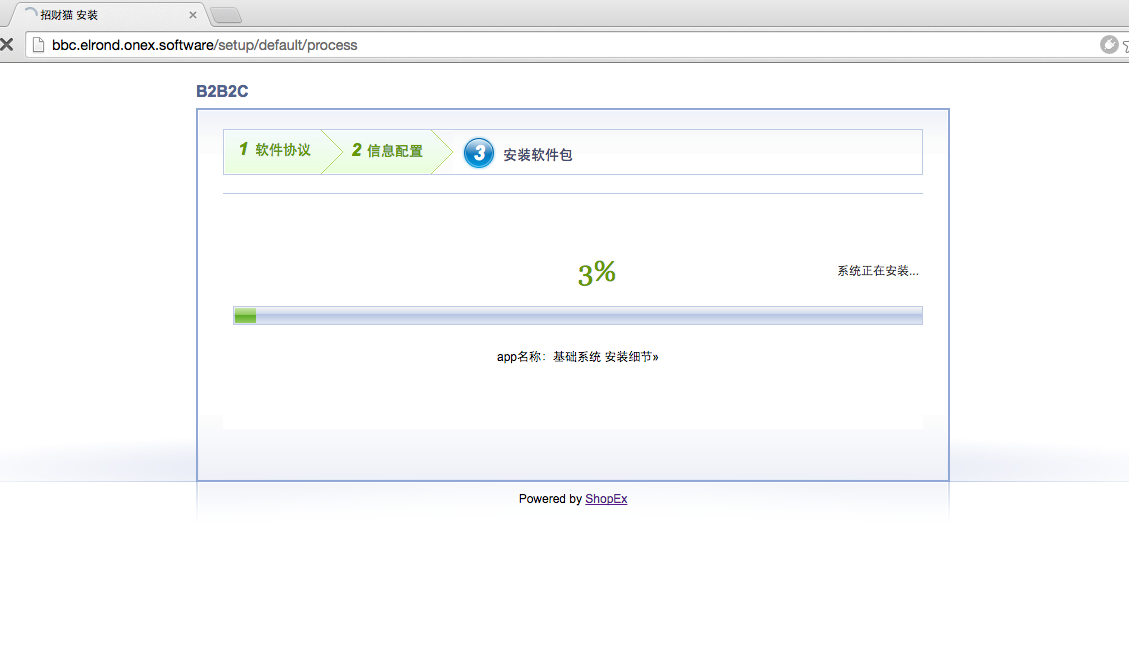 招财猫 安装
bbc.elrond.onex.software/setup/default/process
B2B2C
1 软件协议 2 信息配置 3 安装软件包
3%
系统正在安装...
app名称：基础系统 安装细节»
Powered by ShopEx